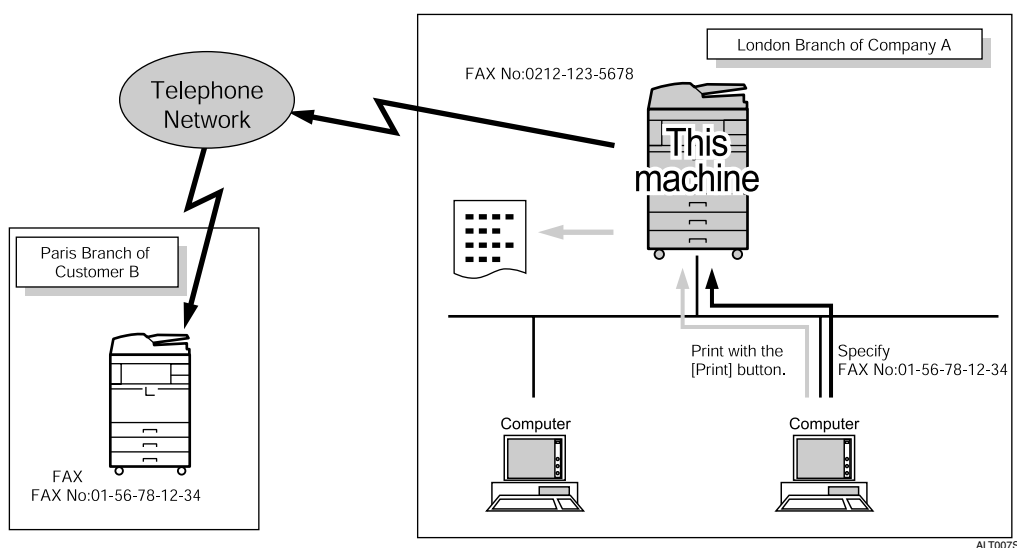 London Branch of Company A
FAX No:0212-123-5678
Telephone
Network
This
machine
Paris Branch of
Customer B
Print with the
[Print] button.
Specify
FAX No:01-56-78-12-34
Computer
Computer
FAX
FAX No:01-56-78-12-34
ALT007S